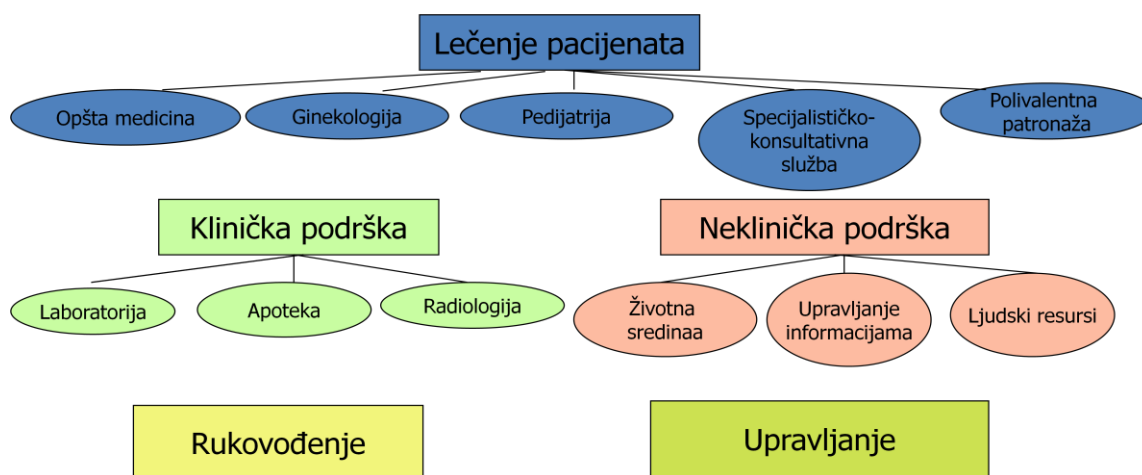 Lečenje pacijenata
Opšta medicina
Ginekologija
Pedijatrija
Specijalističko-
konsultativna
služba
Polivalentna
patronaža
Klinička podrška
Neklinička podrška
Laboratorija
Apoteka
Radiologija
Životna
sredinaa
Upravljanje
informacijama
Ljudski resursi
Rukovođenje
Upravljanje